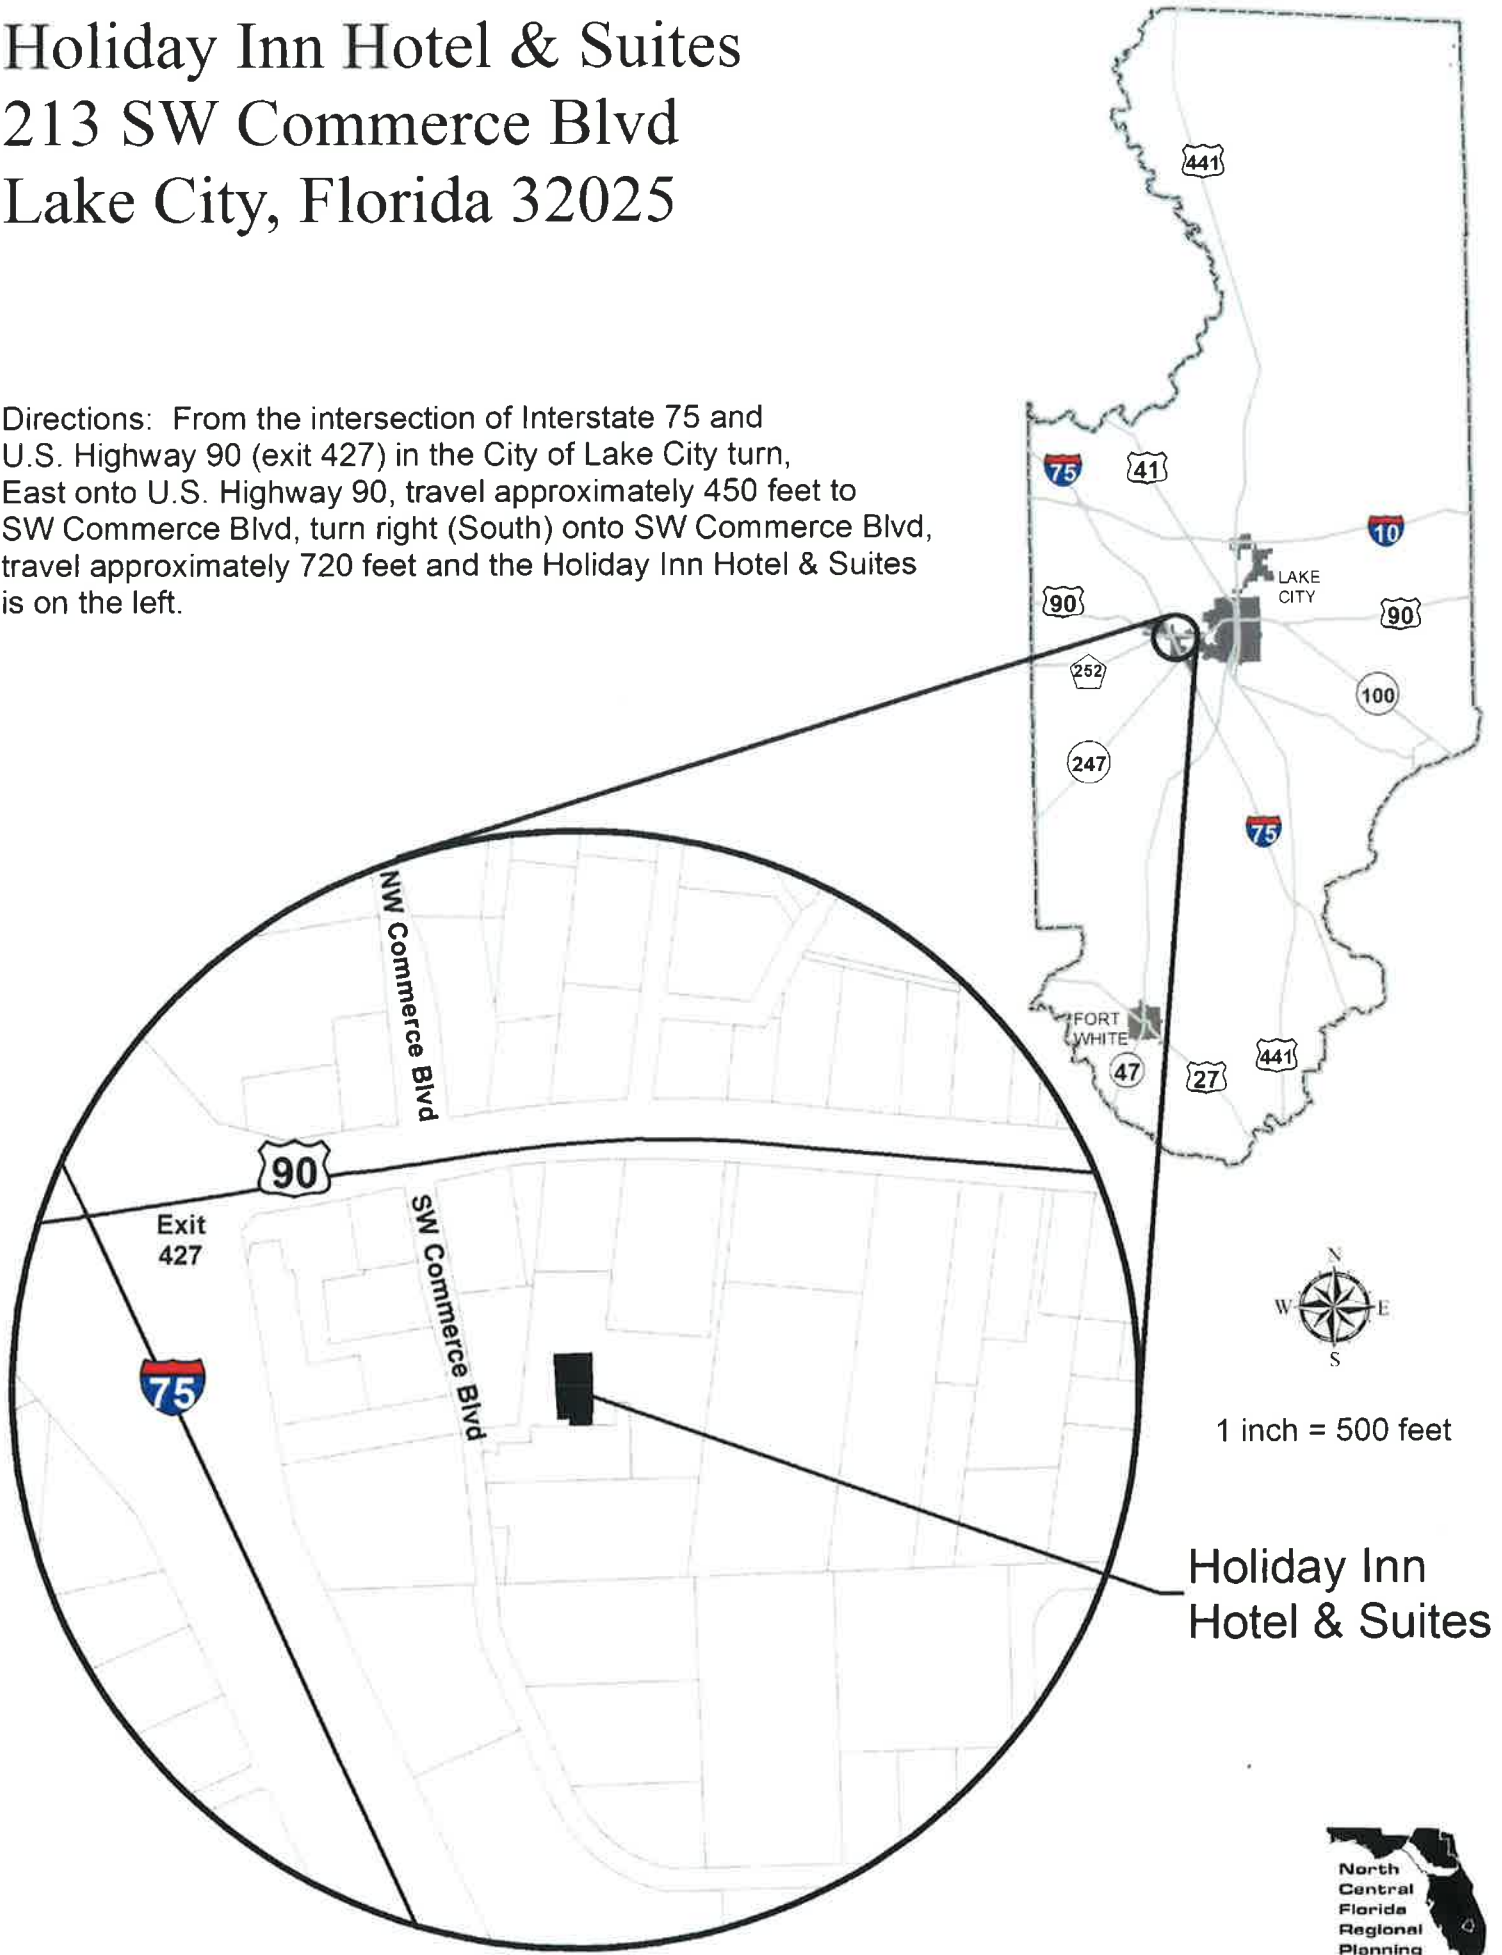 Holiday Inn Hotel & Suites
213 SW Commerce Blvd
Lake City, Florida 32025
Directions: From the intersection of Interstate 75 and
U.S. Highway 90 (exit 427) in the City of Lake City turn,
East onto U.S. Highway 90, travel approximately 450 feet to
SW Commerce Blvd, turn right (South) onto SW Commerce Blvd,
travel approximately 720 feet and the Holiday Inn Hotel & Suites
is on the left.
441
75
41
10
LAKE
CITY
90
90
252
100
247
75
FORT
WHITE
47
27
441
NW Commerce Blvd
90
Exit
427
SW Commerce Blvd
75
N
W
E
S
1 inch = 500 feet
Holiday Inn
Hotel & Suites
North
Central
Florida
Regional
Planning